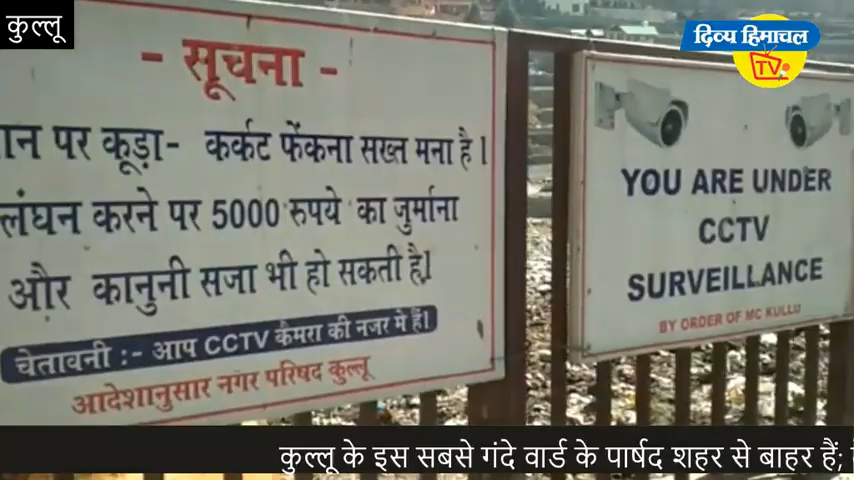 कुल्लू
दिव्य हिमाचल
TV
- सूचना -
पर कूड़ा- कर्कट फेंकना सख्त मना है।
करने पर 5000 रुपये का जुर्माना
और कानुनी सजा भी हो सकती है।
चेतावनी :- आप CCTV कैमरा की नजर मे हैं।
आदेशानुसार नगर परिषद कुल्लू
YOU ARE UNDER
CCTV
SURVEILLANCE
BY ORDER OF MC KULLU
कुल्लू के इस सबसे गंदे वार्ड के पार्षद शहर से बाहर हैं;